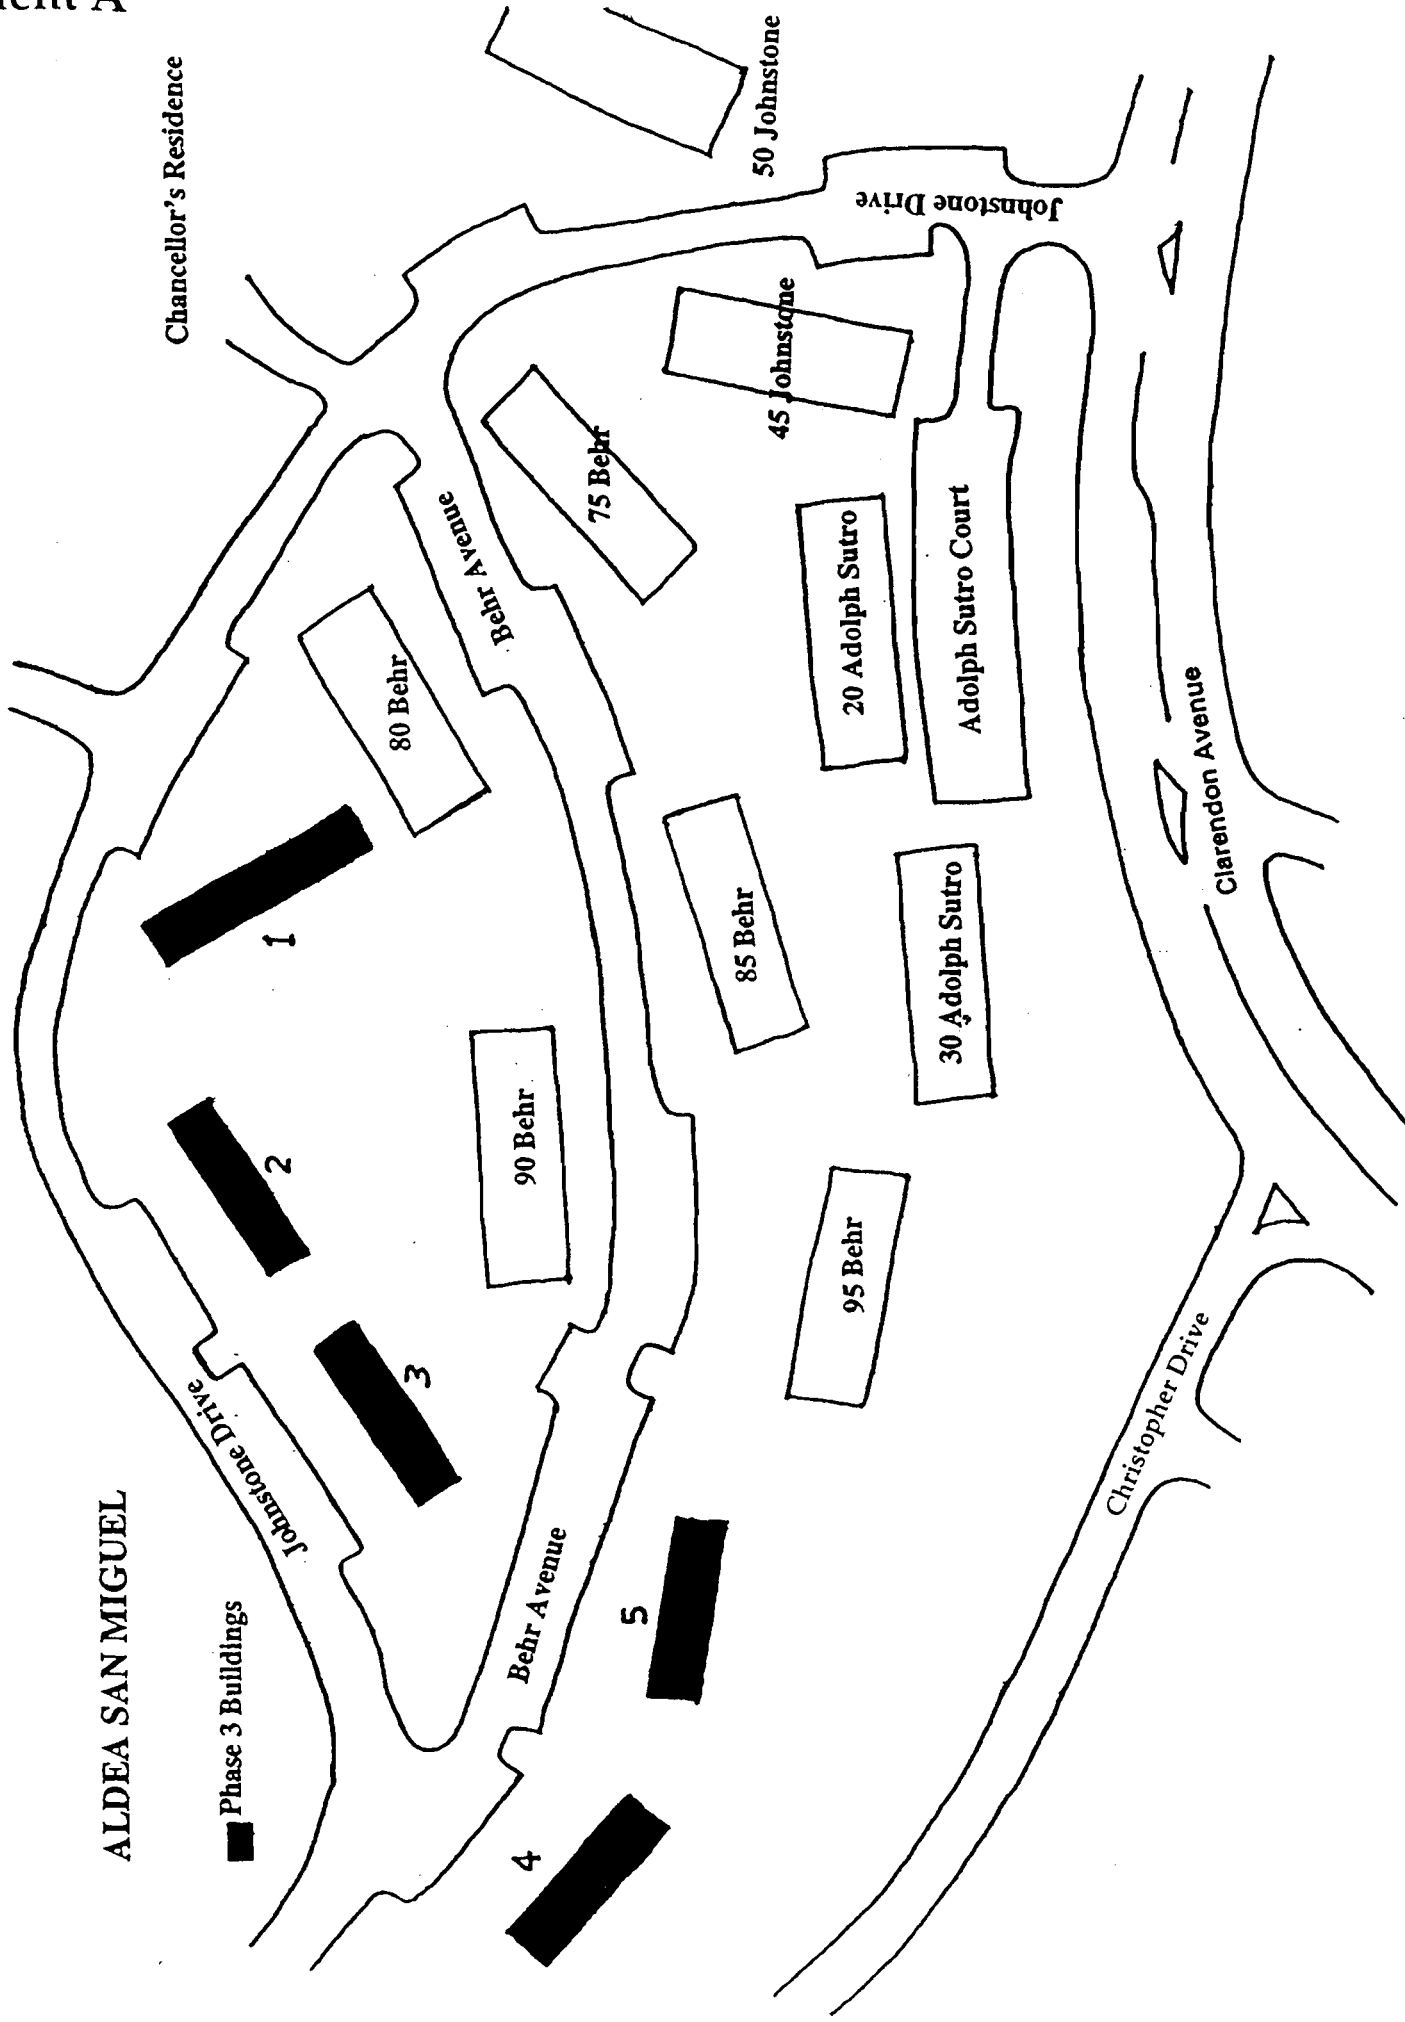 ALDEA SAN MIGUEL
Phase 3 Buildings
Chancellor's Residence
Johnstone Drive
1
2
3
80 Behr
90 Behr
Behr Avenue
Behr Avenue
4
5
75 Behr
85 Behr
95 Behr
50 Johnstone
45 Johnstone
Johnstone Drive
20 Adolph Sutro
Adolph Sutro Court
30 Adolph Sutro
Clarendon Avenue
Christopher Drive